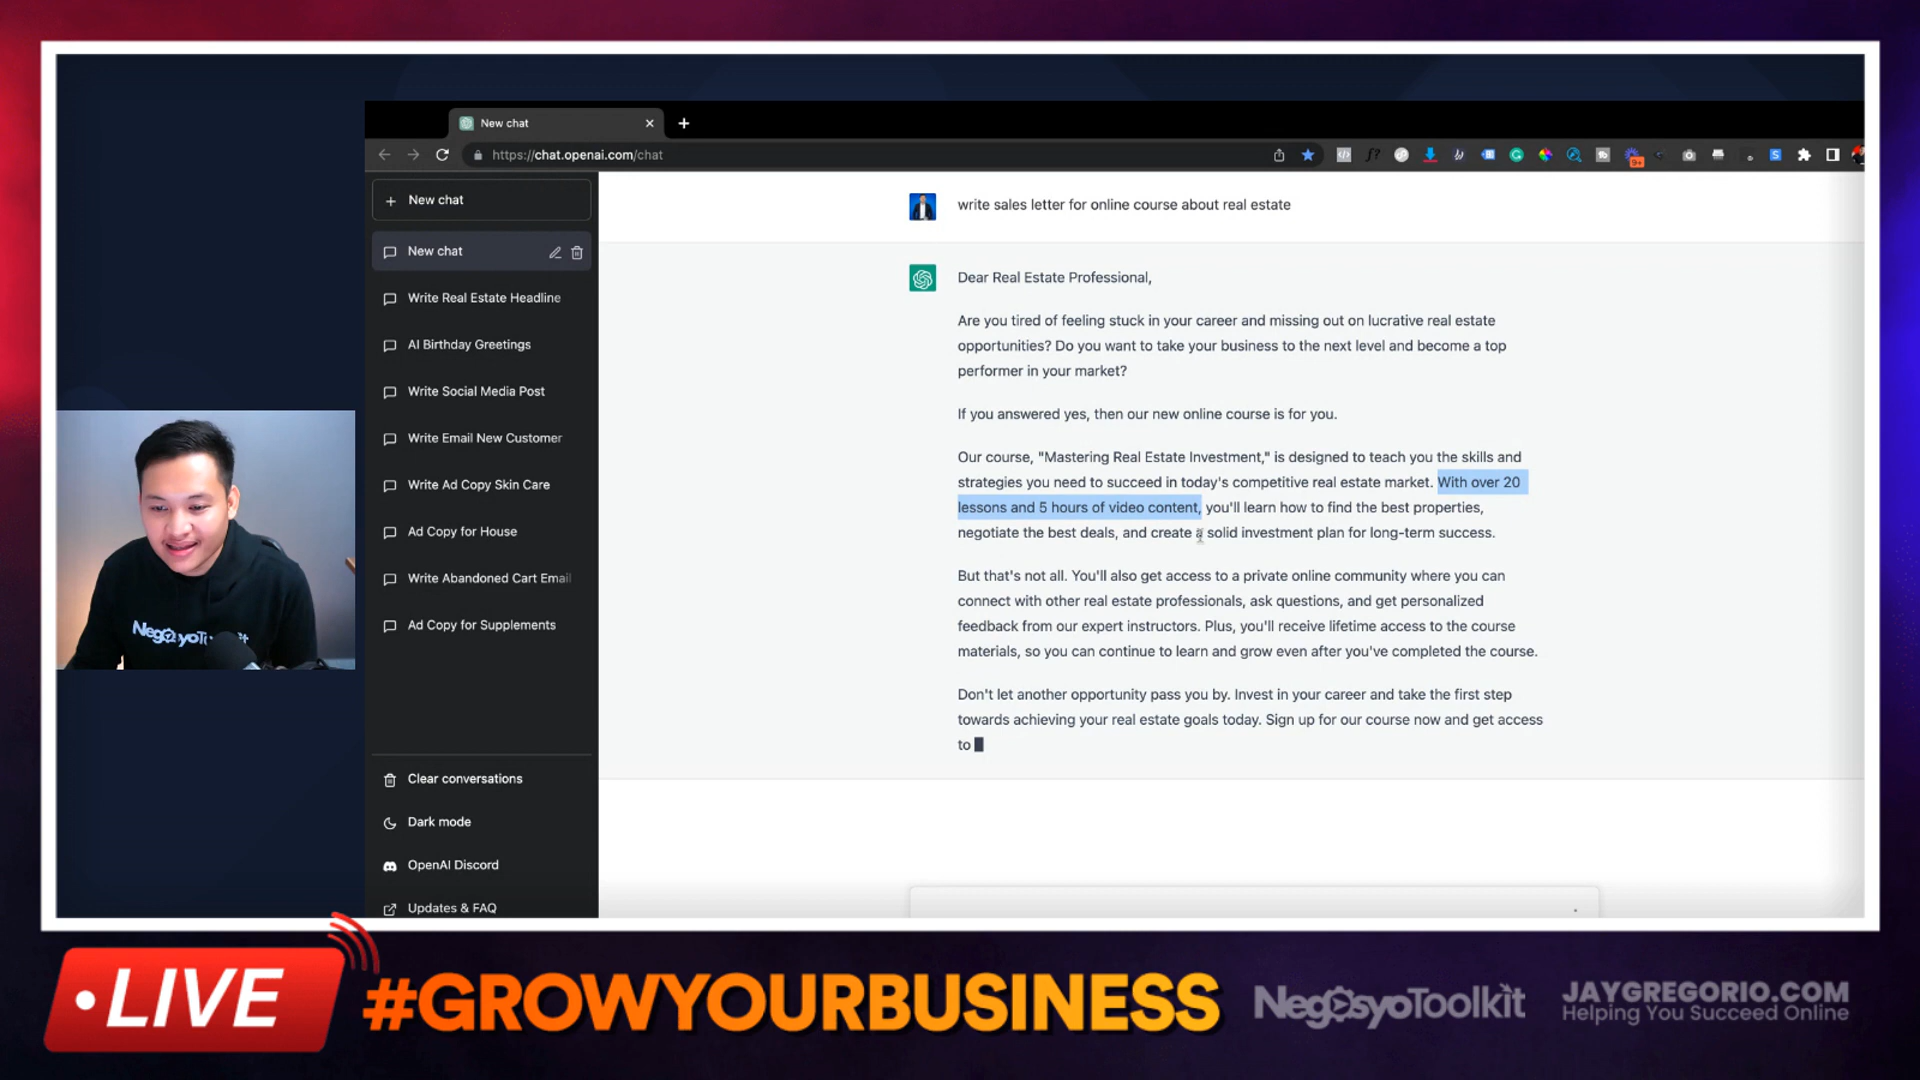 New chat
https://chat.openai.com/chat
9+
New chat
New chat
Write Real Estate Headline
AI Birthday Greetings
Write Social Media Post
Write Email New Customer
Write Ad Copy Skin Care
Ad Copy for House
Write Abandoned Cart Email
Ad Copy for Supplements
Clear conversations
Dark mode
OpenAI Discord
Updates & FAQ
write sales letter for online course about real estate
Dear Real Estate Professional,
Are you tired of feeling stuck in your career and missing out on lucrative real estate
opportunities? Do you want to take your business to the next level and become a top
performer in your market?
If you answered yes, then our new online course is for you.
Our course, "Mastering Real Estate Investment," is designed to teach you the skills and
strategies you need to succeed in today's competitive real estate market. With over 20
lessons and 5 hours of video content, you'll learn how to find the best properties,
negotiate the best deals, and create a solid investment plan for long-term success.
But that's not all. You'll also get access to a private online community where you can
connect with other real estate professionals, ask questions, and get personalized
feedback from our expert instructors. Plus, you'll receive lifetime access to the course
materials, so you can continue to learn and grow even after you've completed the course.
Don't let another opportunity pass you by. Invest in your career and take the first step
towards achieving your real estate goals today. Sign up for our course now and get access
to
LIVE
#GROWYOURBUSINESS
NegosyoToolkit
JAYGREGORIO.COM
Helping You Succeed Online